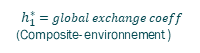 h₁* = global exchange coeff
(Composite- environnement )